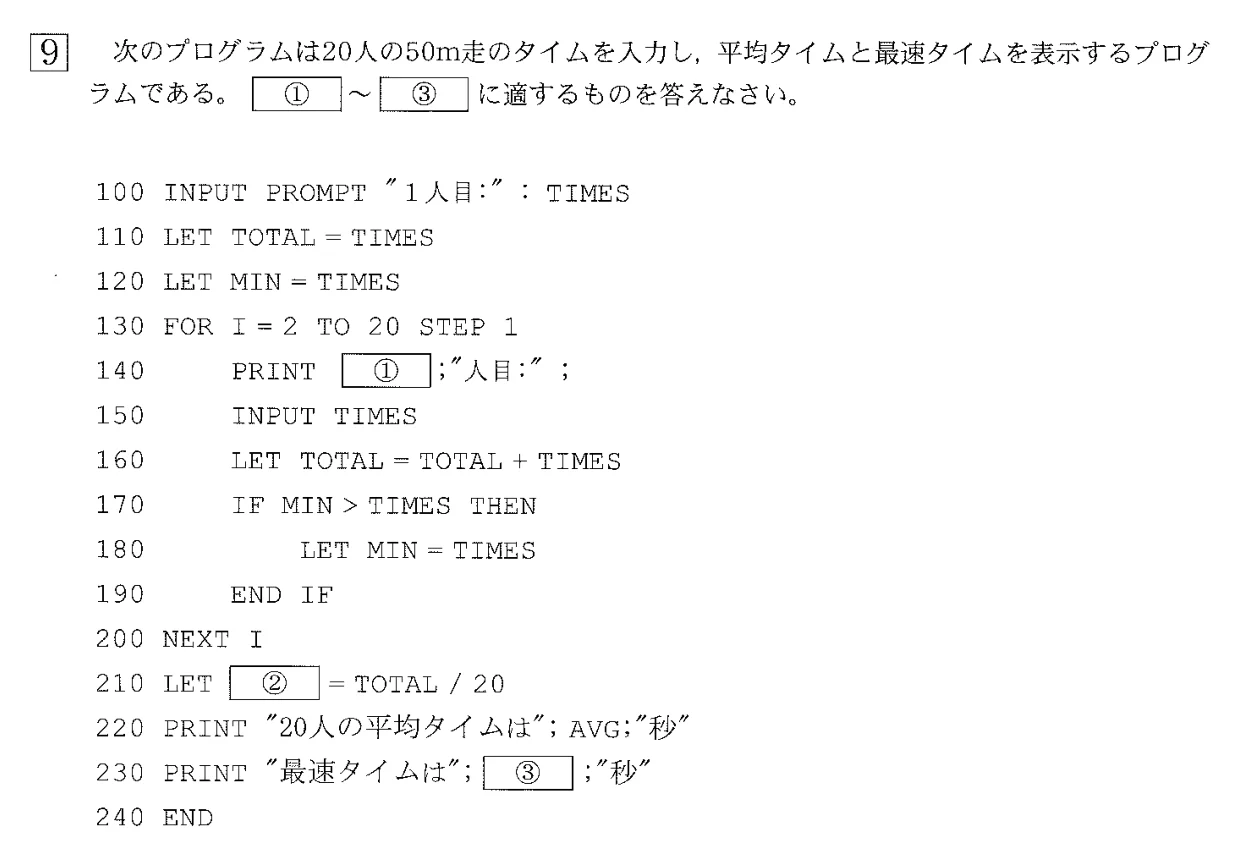 9 次のプログラムは20人の50m走のタイムを入力し，平均タイムと最速タイムを表示するプログ
ラムである。 ① ～ ③ に適するものを答えなさい。
100 INPUT PROMPT ″1人目:″ : TIMES
110 LET TOTAL = TIMES
120 LET MIN = TIMES
130 FOR I = 2 TO 20 STEP 1
140 PRINT ① ;″人目:″ ;
150 INPUT TIMES
160 LET TOTAL = TOTAL + TIMES
170 IF MIN > TIMES THEN
180 LET MIN = TIMES
190 END IF
200 NEXT I
210 LET ② = TOTAL / 20
220 PRINT ″20人の平均タイムは″; AVG;″秒″
230 PRINT ″最速タイムは″; ③ ;″秒″
240 END